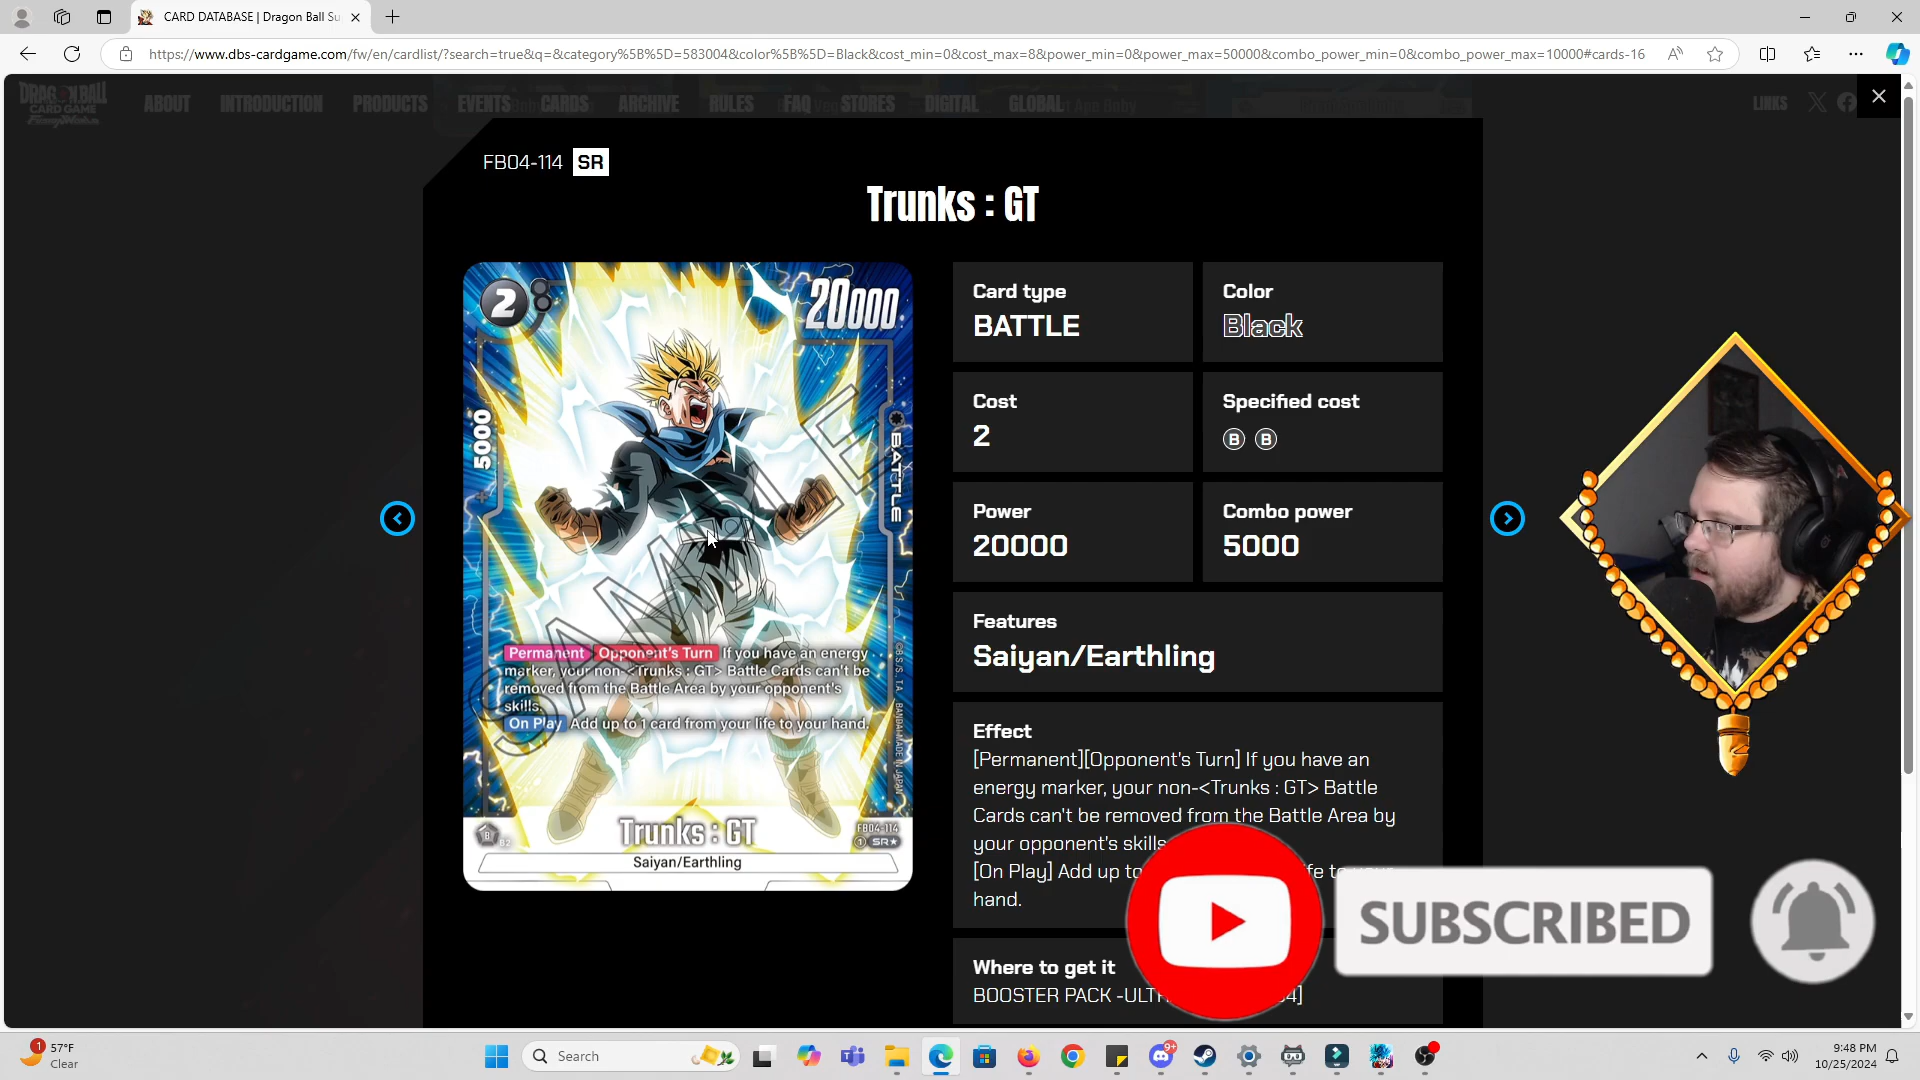 CARD DATABASE | Dragon Ball Su
https://www.dbs-cardgame.com/fw/en/cardlist/?search=true&q=&category%5B%5D=583004&color%5B%5D=Black&cost_min=0&cost_max=8&power_min=0&power_max=50000&combo_power_min=0&combo_power_max=10000#cards-16
DRAGON BALL
CARD GAME
ABOUT INTRODUCTION PRODUCTS EVENTS CARDS ARCHIVE RULES FAQ STORES DIGITAL GLOBAL LINKS
FB04-114 SR
Trunks : GT
2
20000
5000
BATTLE
SAMPLE
Permanent Opponent's Turn If you have an energy
marker, your non-<Trunks : GT> Battle Cards can't be
removed from the Battle Area by your opponent's
skills.
On Play Add up to 1 card from your life to your hand.
Trunks : GT
FB04-114
SR★
Saiyan/Earthling
Card type
BATTLE
Color
Black
Cost
2
Specified cost
B B
Power
20000
Combo power
5000
Features
Saiyan/Earthling
Effect
[Permanent][Opponent's Turn] If you have an
energy marker, your non-<Trunks : GT> Battle
Cards can't be removed from the Battle Area by
your opponent's skills
[On Play] Add up to
hand.
Where to get it
BOOSTER PACK -ULT
SUBSCRIBED
1
57°F
Clear
Search
9+
9:48 PM
10/25/2024